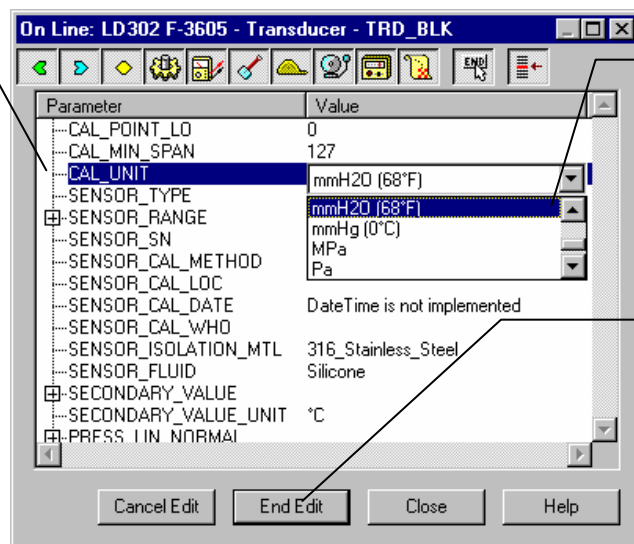 On Line: LD302 F-3605 - Transducer - TRD_BLK
END
Parameter Value
CAL_POINT_LO 0
CAL_MIN_SPAN 127
CAL_UNIT mmH2O (68°F)
SENSOR_TYPE mmH2O (68°F)
SENSOR_RANGE mmHg (0°C)
SENSOR_SN MPa
SENSOR_CAL_METHOD Pa
SENSOR_CAL_LOC
SENSOR_CAL_DATE DateTime is not implemented
SENSOR_CAL_WHO
SENSOR_ISOLATION_MTL 316_Stainless_Steel
SENSOR_FLUID Silicone
SECONDARY_VALUE
SECONDARY_VALUE_UNIT °C
PRESS_LIN_NORMAL
Cancel Edit End Edit Close Help